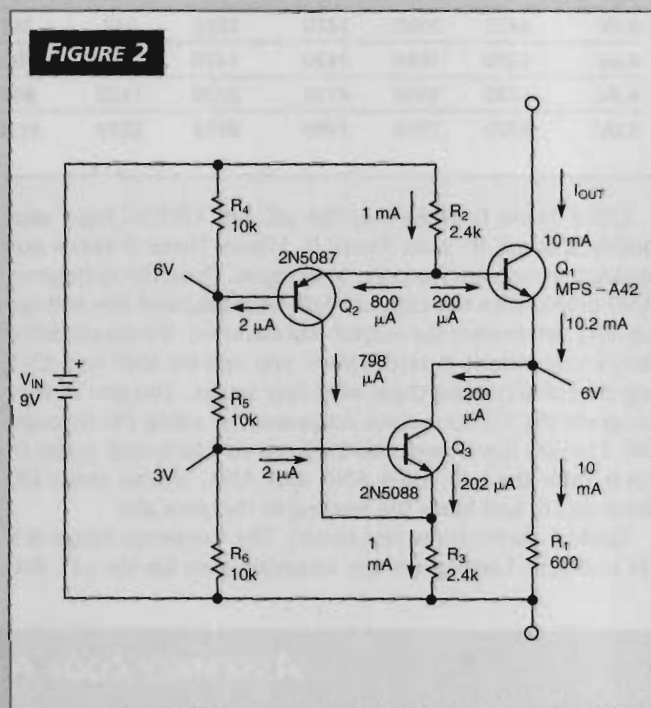 FIGURE 2
IOUT
R4
10k
1 mA
R2
2.4k
10 mA
6V
2N5087
Q1
MPS-A42
2 µA
Q2
800
µA
200
µA
10.2 mA
VIN
9V
+
R5
10k
798
µA
200
µA
6V
3V
Q3
2 µA
2N5088
202 µA
10
mA
R6
10k
1
mA
R3
2.4k
R1
600